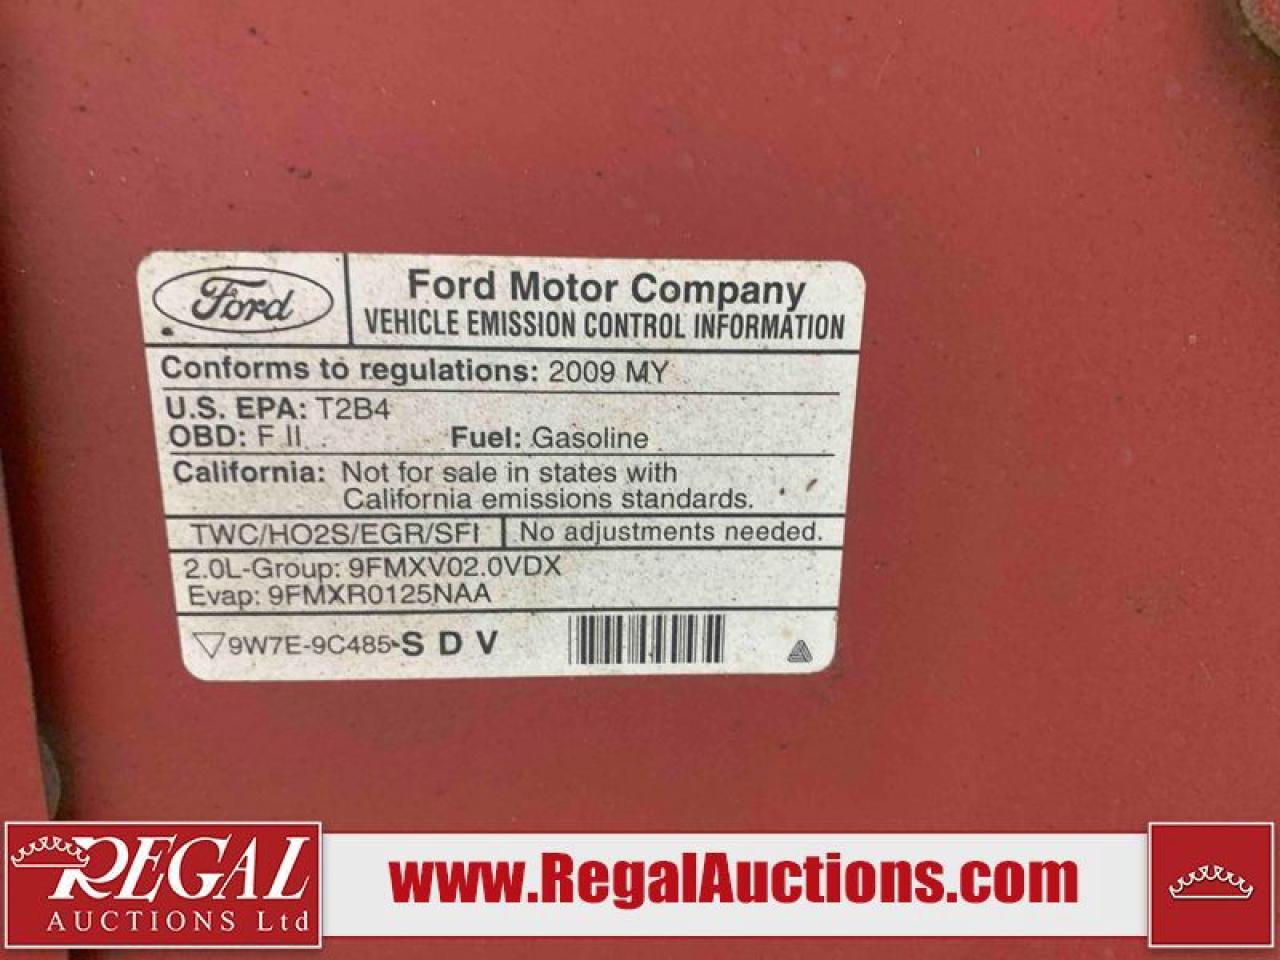 Ford
Ford Motor Company
VEHICLE EMISSION CONTROL INFORMATION
Conforms to regulations: 2009 MY
U.S. EPA: T2B4
OBD: F II Fuel: Gasoline
California: Not for sale in states with
California emissions standards.
TWC/HO2S/EGR/SFI No adjustments needed.
2.0L-Group: 9FMXV02.0VDX
Evap: 9FMXR0125NAA
9W7E-9C485-S D V
REGAL
AUCTIONS Ltd
www.RegalAuctions.com